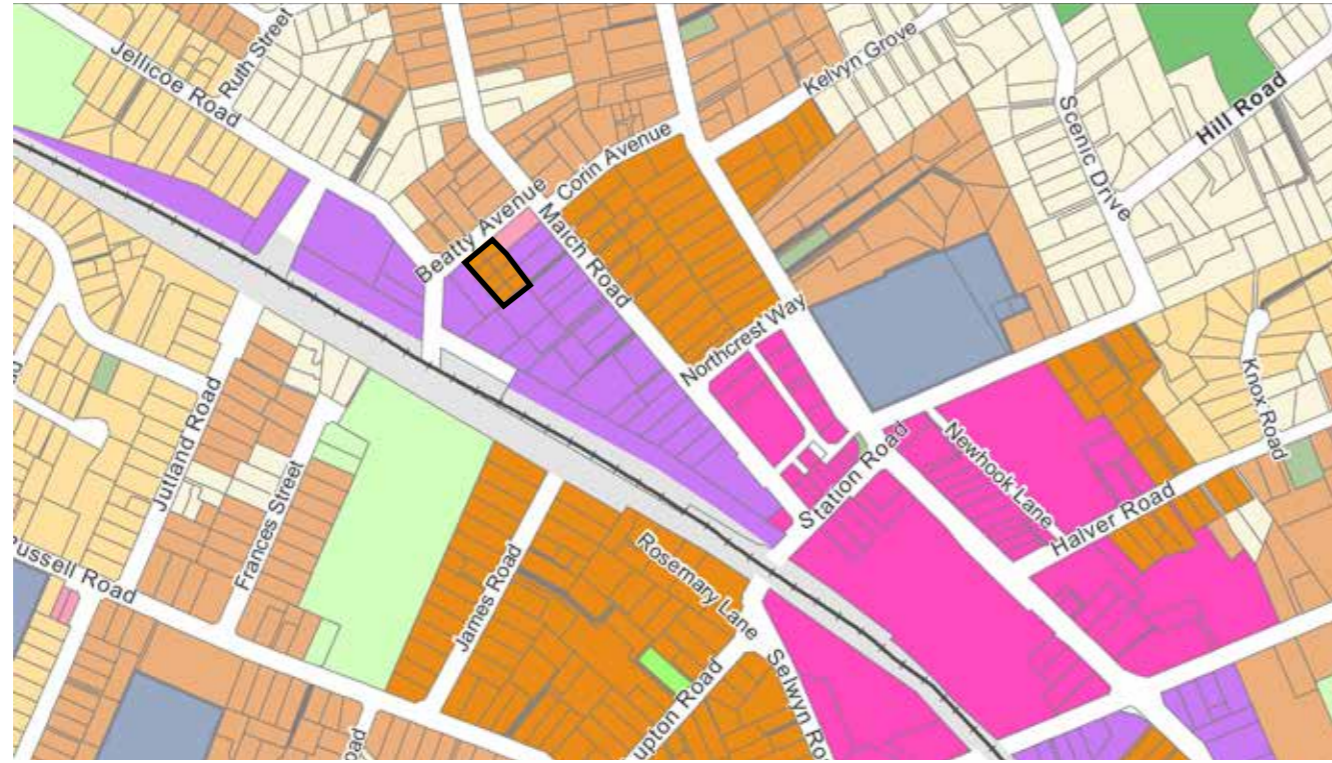 Jellicoe Road
Ruth Street
Kelvyn Grove
Scenic Drive
Hill Road
Corin Avenue
Beatty Avenue
Maich Road
Northcrest Way
Knox Road
Jutland Road
Frances Street
Station Road
Newhook Lane
Halver Road
James Road
Rosemary Lane
ussell Road
Selwyn Ro
upton Road
oad